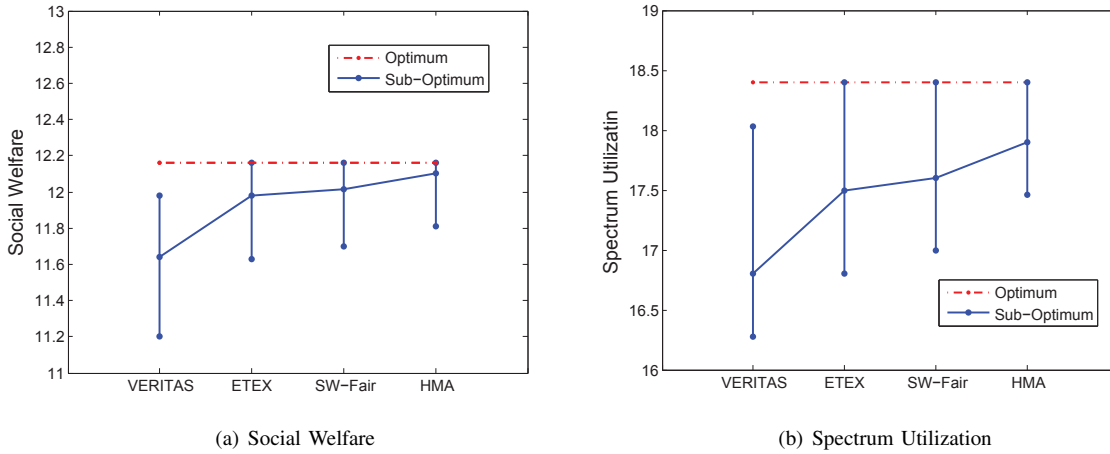 13
12.8
12.6
12.4
12.2
12
11.8
11.6
11.4
11.2
11
Social Welfare
Optimum
Sub-Optimum
VERITAS ETEX SW-Fair HMA
(a) Social Welfare
19
18.5
18
17.5
17
16.5
16
Spectrum Utilizatin
Optimum
Sub-Optimum
VERITAS ETEX SW-Fair HMA
(b) Spectrum Utilization